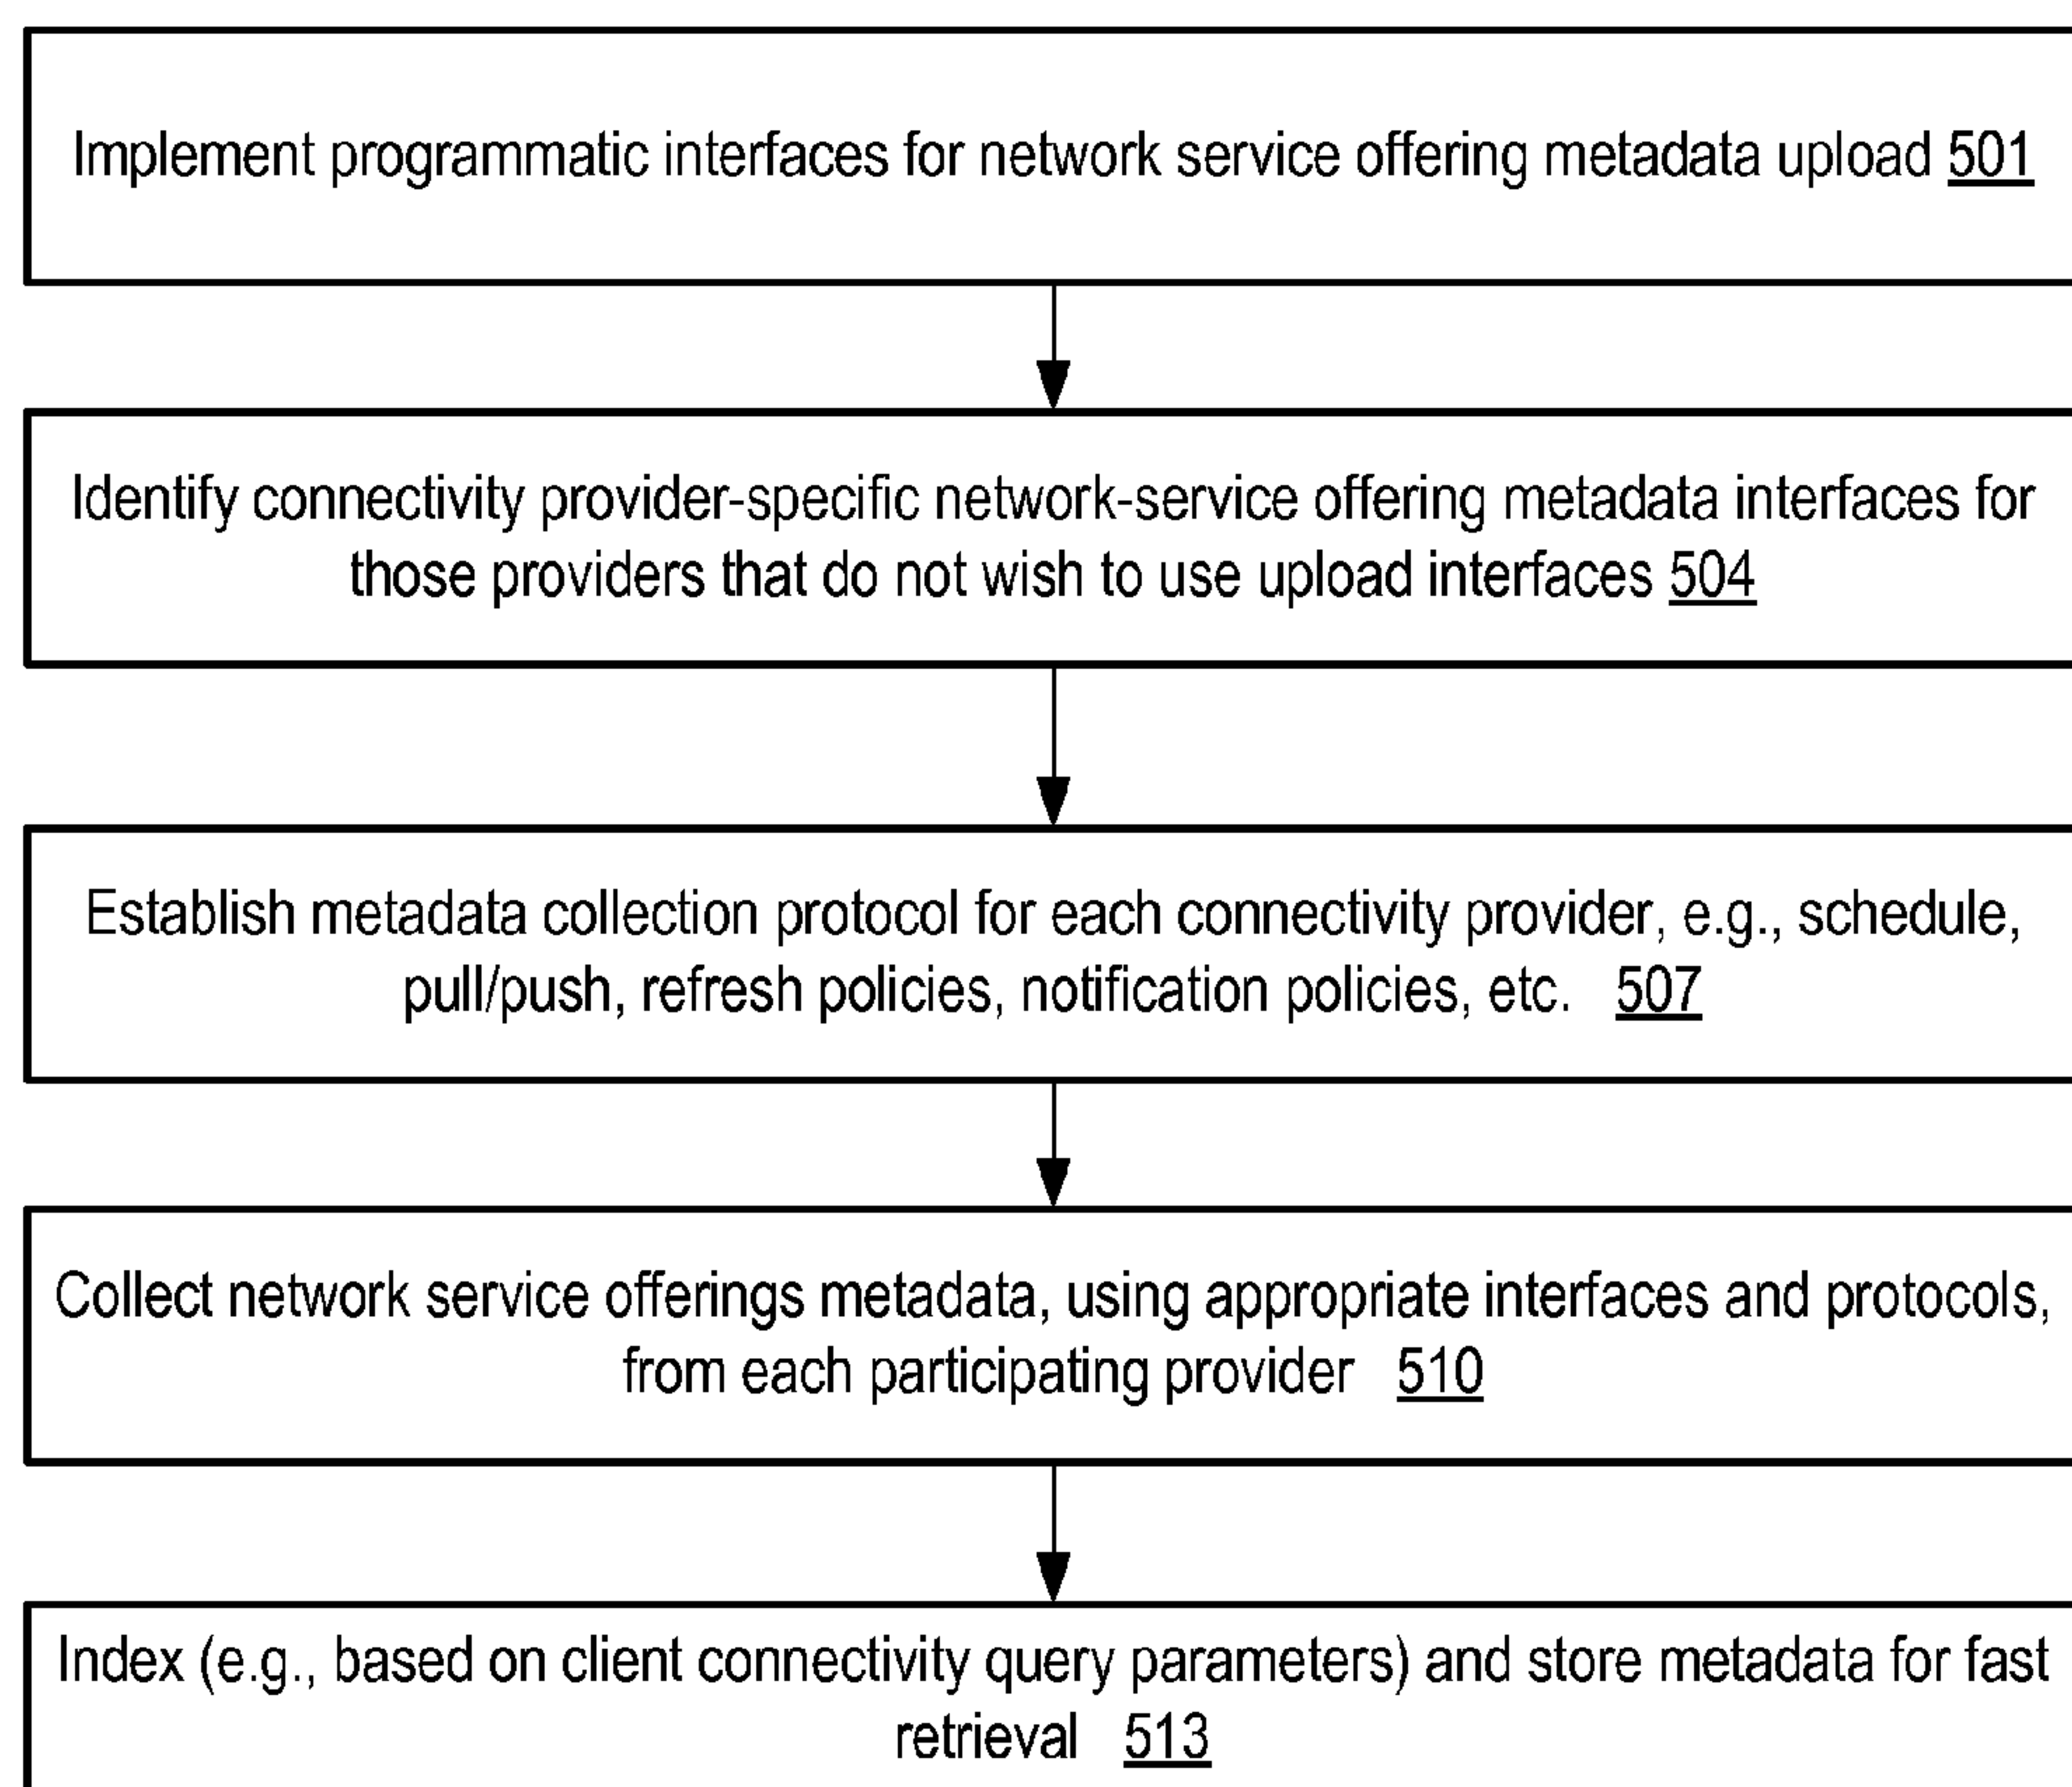 Implement programmatic interfaces for network service offering metadata upload 501
Identify connectivity provider-specific network-service offering metadata interfaces for
those providers that do not wish to use upload interfaces 504
Establish metadata collection protocol for each connectivity provider, e.g., schedule,
pull/push, refresh policies, notification policies, etc. 507
Collect network service offerings metadata, using appropriate interfaces and protocols,
from each participating provider 510
Index (e.g., based on client connectivity query parameters) and store metadata for fast
retrieval 513